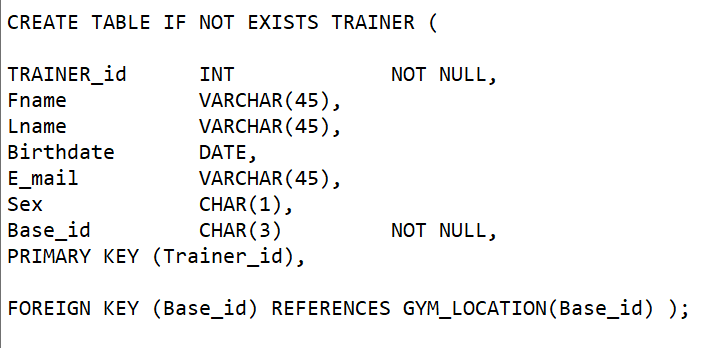 CREATE TABLE IF NOT EXISTS TRAINER (
TRAINER_id INT NOT NULL,
Fname VARCHAR(45),
Lname VARCHAR(45),
Birthdate DATE,
E_mail VARCHAR(45),
Sex CHAR(1),
Base_id CHAR(3) NOT NULL,
PRIMARY KEY (Trainer_id),
FOREIGN KEY (Base_id) REFERENCES GYM_LOCATION(Base_id) );